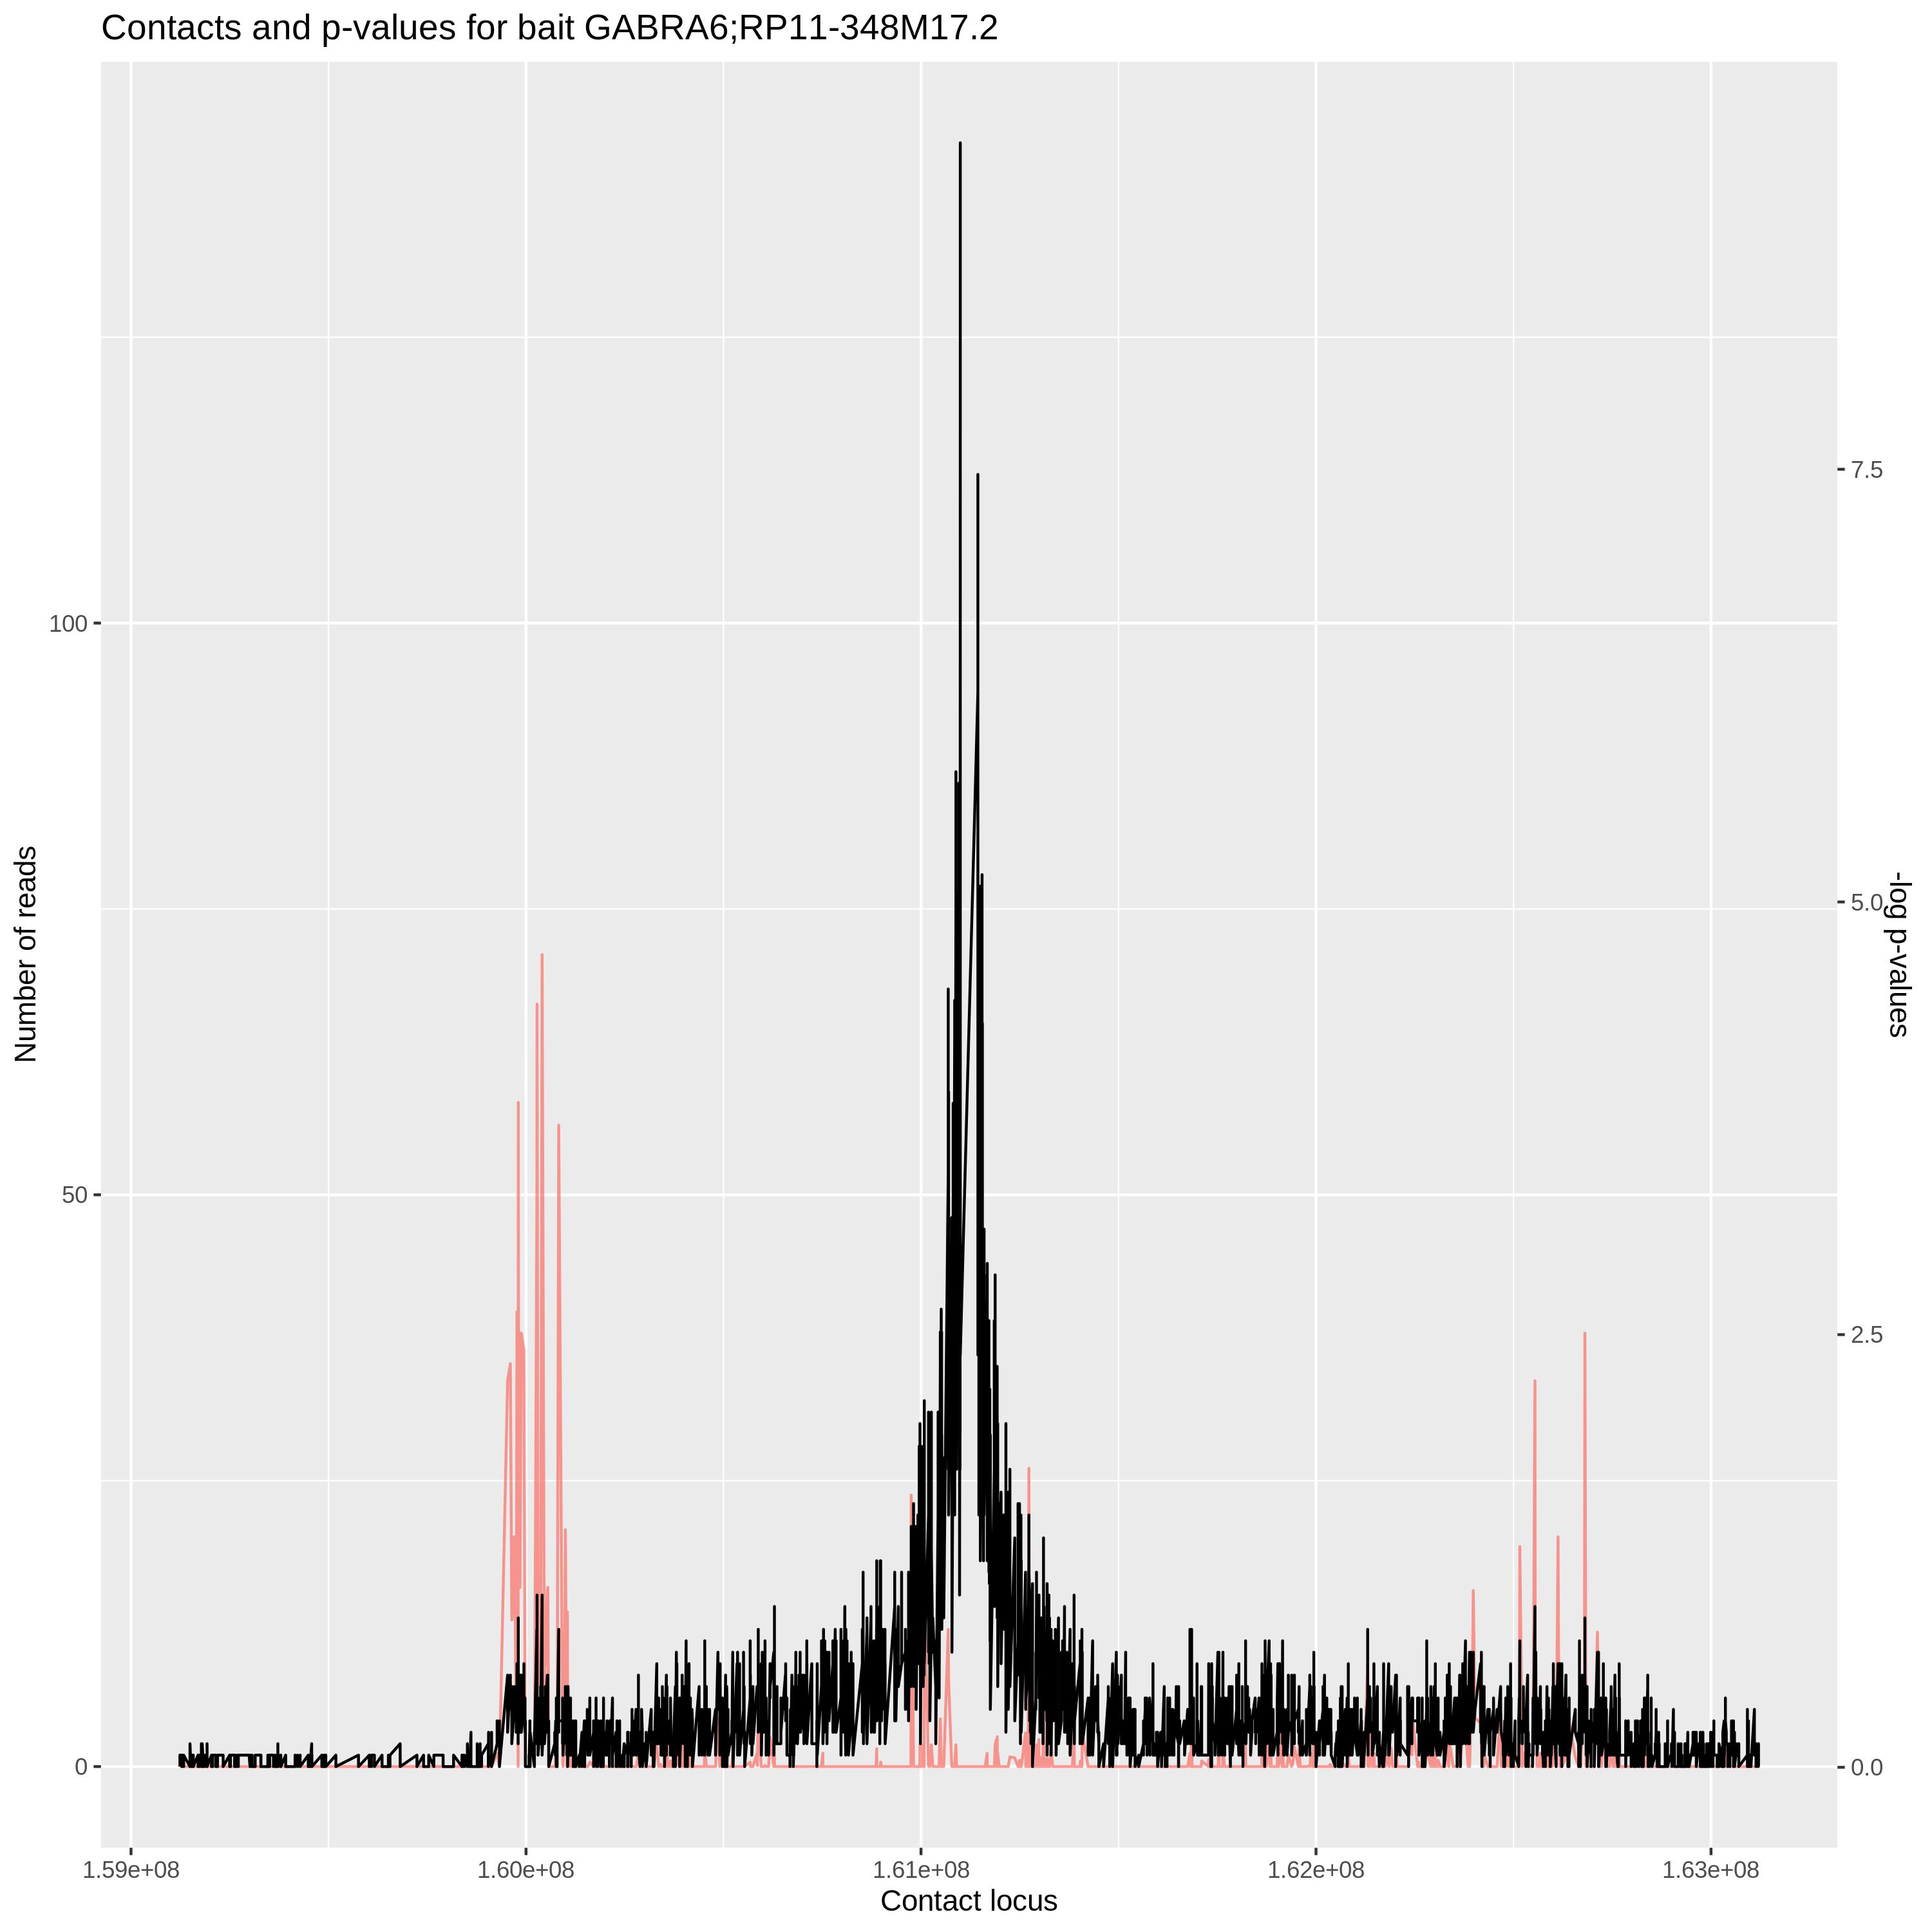 Contacts and p-values for bait GABRA6;RP11-348M17.2
Number of reads
100
50
0
7.5
5.0
2.5
0.0
-log p-values
1.59e+08
1.60e+08
1.61e+08
1.62e+08
1.63e+08
Contact locus